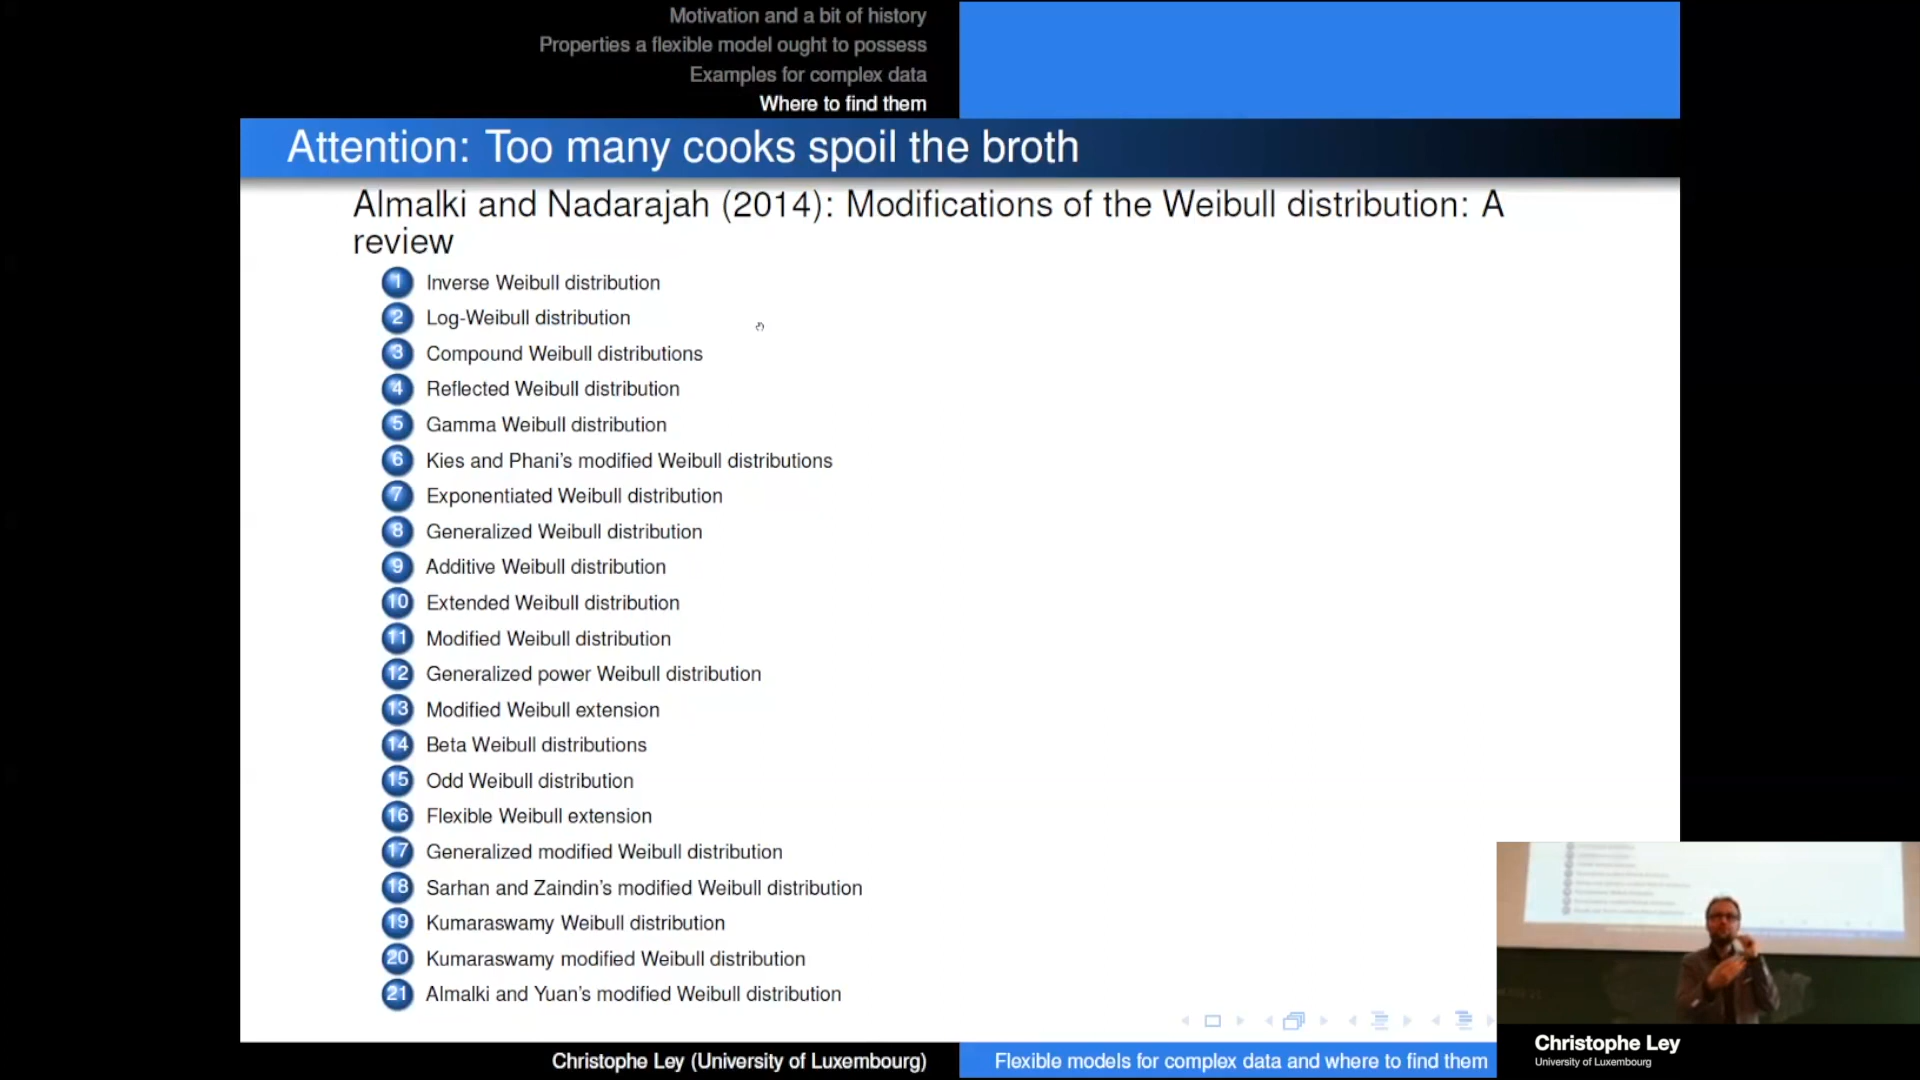 Motivation and a bit of history
Properties a flexible model ought to possess
Examples for complex data
Where to find them
Attention: Too many cooks spoil the broth
Almalki and Nadarajah (2014): Modifications of the Weibull distribution: A
review
1 Inverse Weibull distribution
2 Log-Weibull distribution
3 Compound Weibull distributions
4 Reflected Weibull distribution
5 Gamma Weibull distribution
6 Kies and Phani's modified Weibull distributions
7 Exponentiated Weibull distribution
8 Generalized Weibull distribution
9 Additive Weibull distribution
10 Extended Weibull distribution
11 Modified Weibull distribution
12 Generalized power Weibull distribution
13 Modified Weibull extension
14 Beta Weibull distributions
15 Odd Weibull distribution
16 Flexible Weibull extension
17 Generalized modified Weibull distribution
18 Sarhan and Zaindin's modified Weibull distribution
19 Kumaraswamy Weibull distribution
20 Kumaraswamy modified Weibull distribution
21 Almalki and Yuan's modified Weibull distribution
Christophe Ley (University of Luxembourg)
Flexible models for complex data and where to find them
Christophe Ley
University of Luxembourg